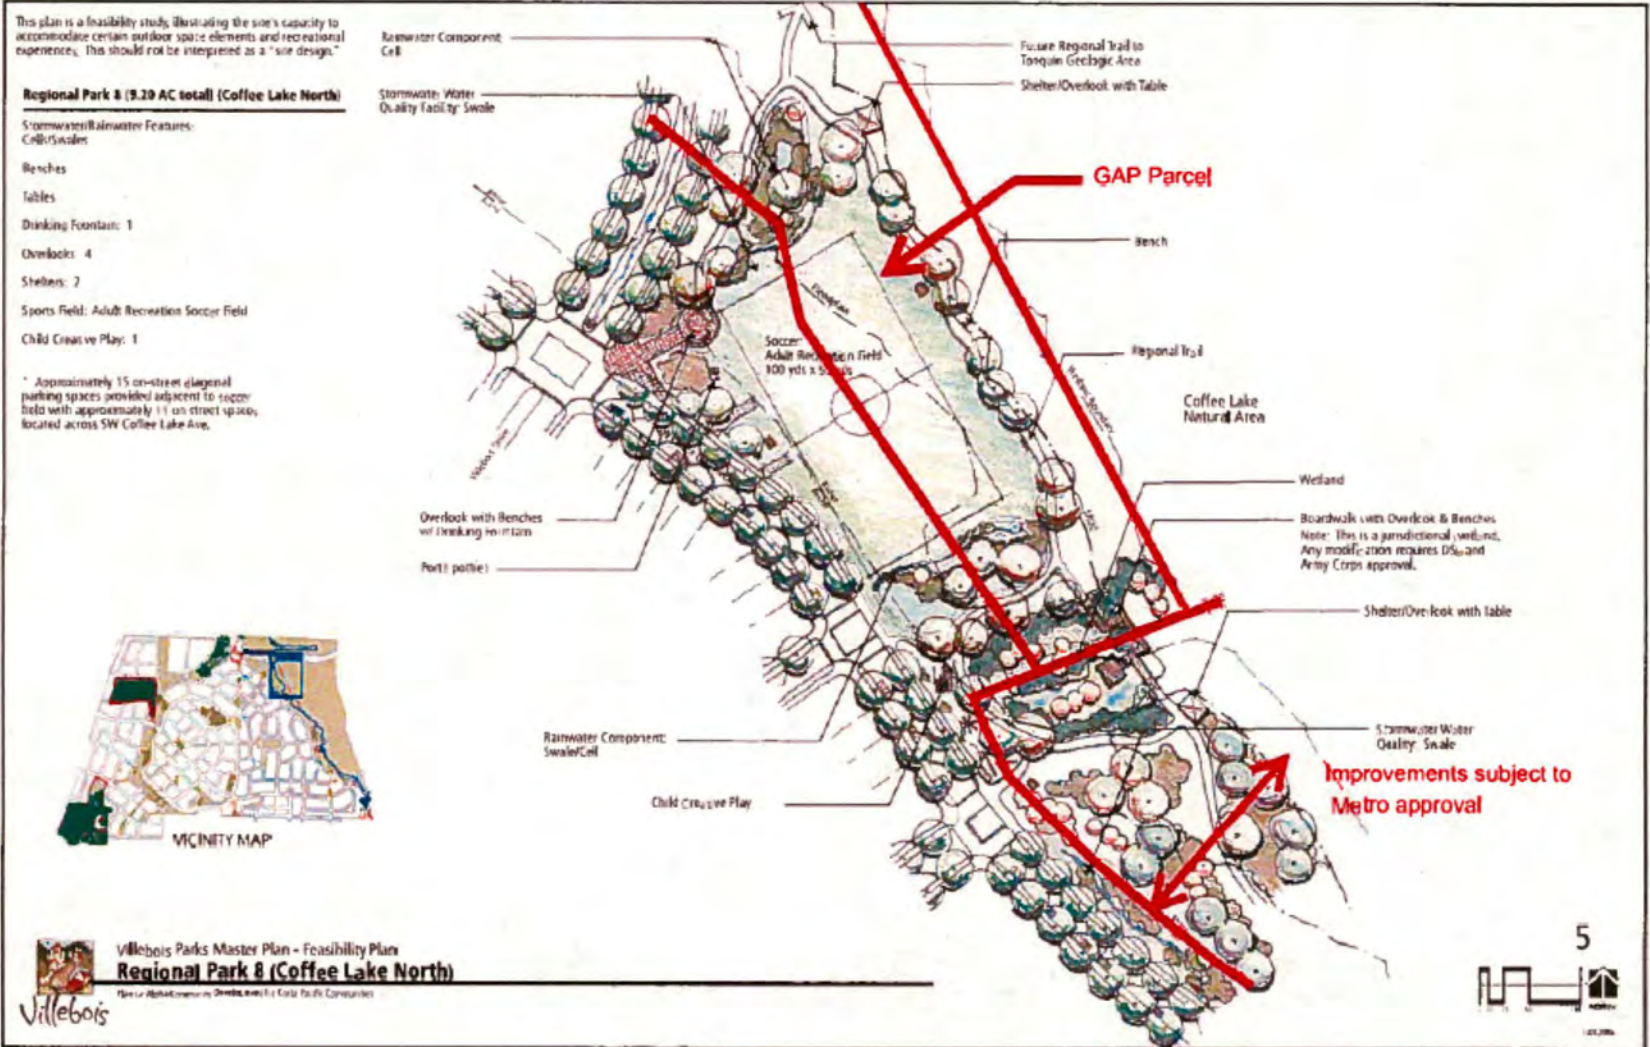 This plan is a feasibility study, illustrating the site's capacity to
accommodate certain outdoor space elements and recreational
experiences. This should not be interpreted as a "site design."
Regional Park 8 (9.20 AC total) (Coffee Lake North)
Stormwater/Rainwater Features:
Cells/Swales
Benches
Tables
Drinking Fountain: 1
Overlooks: 4
Shelters: 2
Sports Field: Adult Recreation Soccer Field
Child Creative Play: 1
* Approximately 15 on-street diagonal
parking spaces provided adjacent to soccer
field with approximately 11 on street spaces
located across SW Coffee Lake Ave.
Rainwater Component:
Cell
Stormwater Water
Quality Facility: Swale
Future Regional Trail to
Tonquin Geologic Area
Shelter/Overlook with Table
GAP Parcel
Bench
Floodplain
Soccer:
Adult Recreation Field
100 yds x
Regional Trail
Wetland Boundary
Coffee Lake
Natural Area
Villebois Drive
Wetland
Overlook with Benches
w/ Drinking Fountain
Boardwalk with Overlook & Benches
Note: This is a jurisdictional wetland.
Any modification requires DSL and
Army Corps approval.
Porta potties
Shelter/Overlook with Table
Rainwater Component:
Swale/Cell
Stormwater Water
Quality: Swale
Improvements subject to
Metro approval
Child Creative Play
VICINITY MAP
Villebois Parks Master Plan - Feasibility Plan
Regional Park 8 (Coffee Lake North)
Villebois
5
NORTH